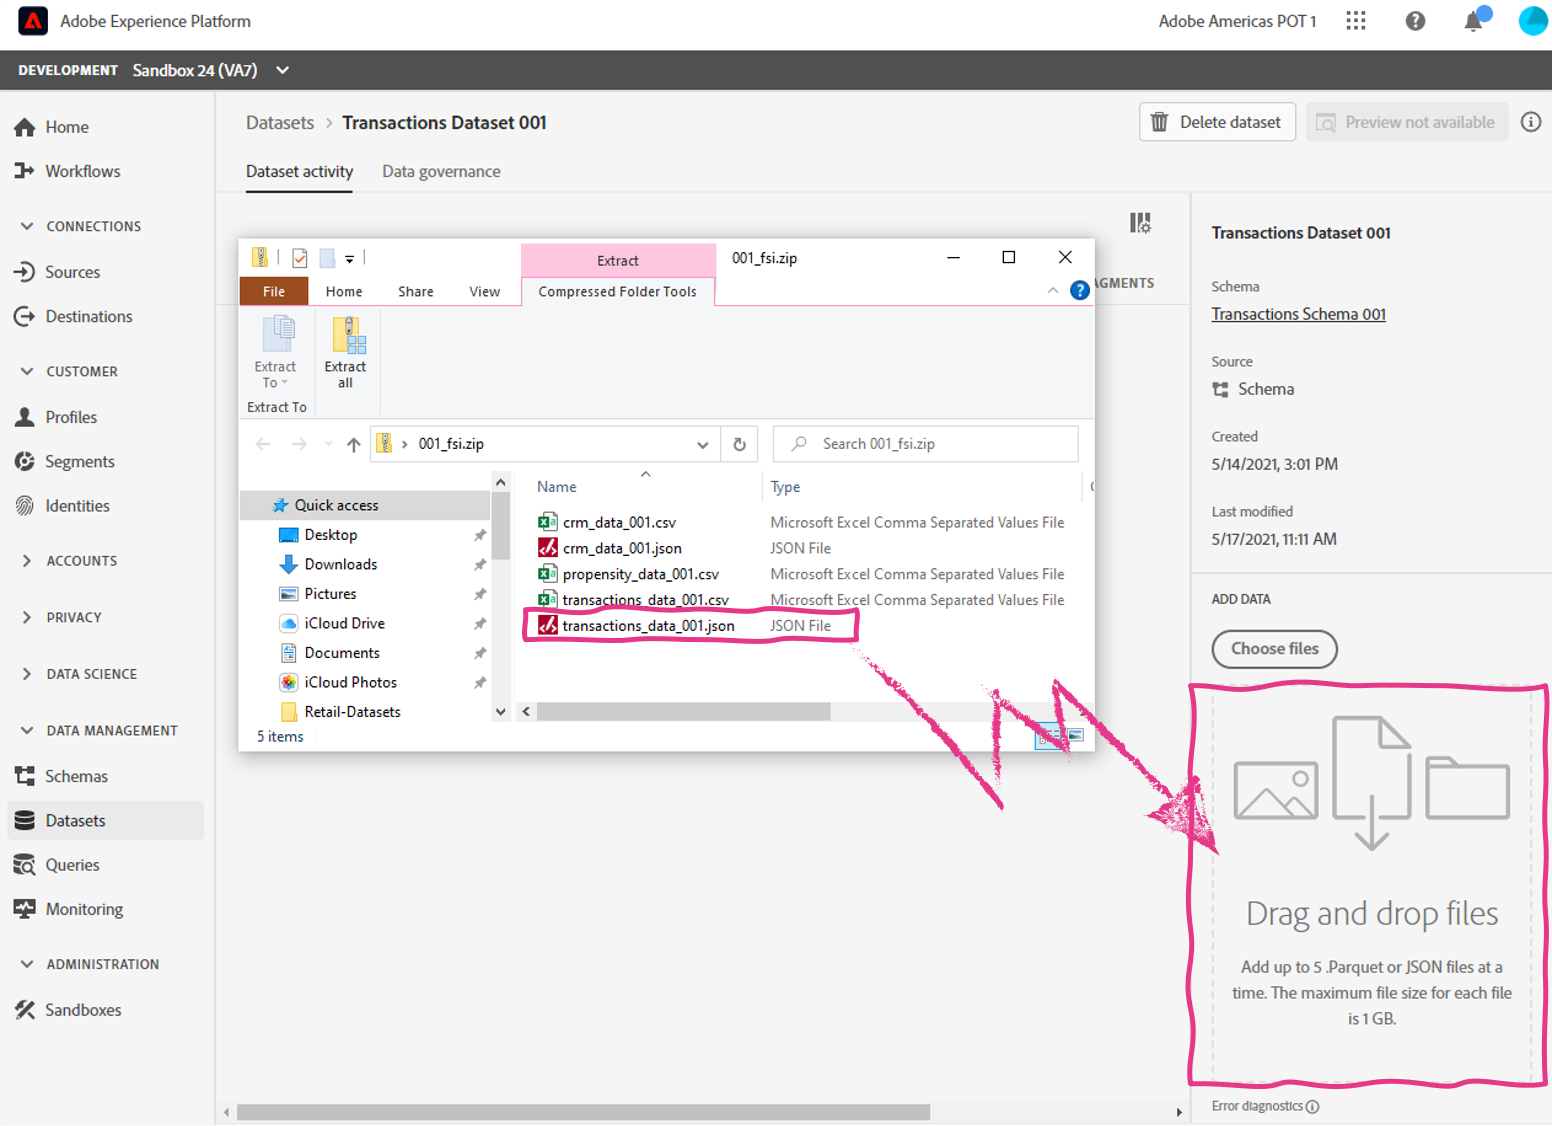 Adobe Experience Platform
Adobe Americas POT 1
DEVELOPMENT Sandbox 24 (VA7)
Home
Workflows
CONNECTIONS
Sources
Destinations
CUSTOMER
Profiles
Segments
Identities
ACCOUNTS
PRIVACY
DATA SCIENCE
DATA MANAGEMENT
Schemas
Datasets
Queries
Monitoring
ADMINISTRATION
Sandboxes
Datasets > Transactions Dataset 001
Delete dataset
Preview not available
Dataset activity Data governance
AGMENTS
Extract 001_fsi.zip
File Home Share View Compressed Folder Tools
Extract To
Extract all
Extract To
001_fsi.zip
Search 001_fsi.zip
Quick access
Desktop
Downloads
Pictures
iCloud Drive
Documents
iCloud Photos
Retail-Datasets
Name Type
crm_data_001.csv Microsoft Excel Comma Separated Values File
crm_data_001.json JSON File
propensity_data_001.csv Microsoft Excel Comma Separated Values File
transactions_data_001.csv Microsoft Excel Comma Separated Values File
transactions_data_001.json JSON File
5 items
Transactions Dataset 001
Schema
Transactions Schema 001
Source
Schema
Created
5/14/2021, 3:01 PM
Last modified
5/17/2021, 11:11 AM
ADD DATA
Choose files
Drag and drop files
Add up to 5 .Parquet or JSON files at a
time. The maximum file size for each file
is 1 GB.
Error diagnostics